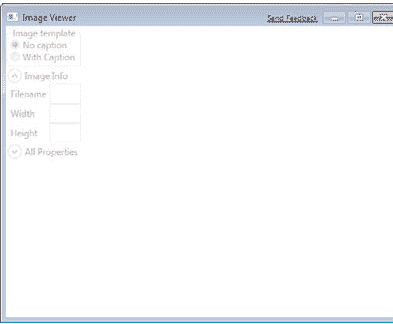 Image Viewer
Send Feedback
Image template
No caption
With Caption
Image Info
Filename
Width
Height
All Properties